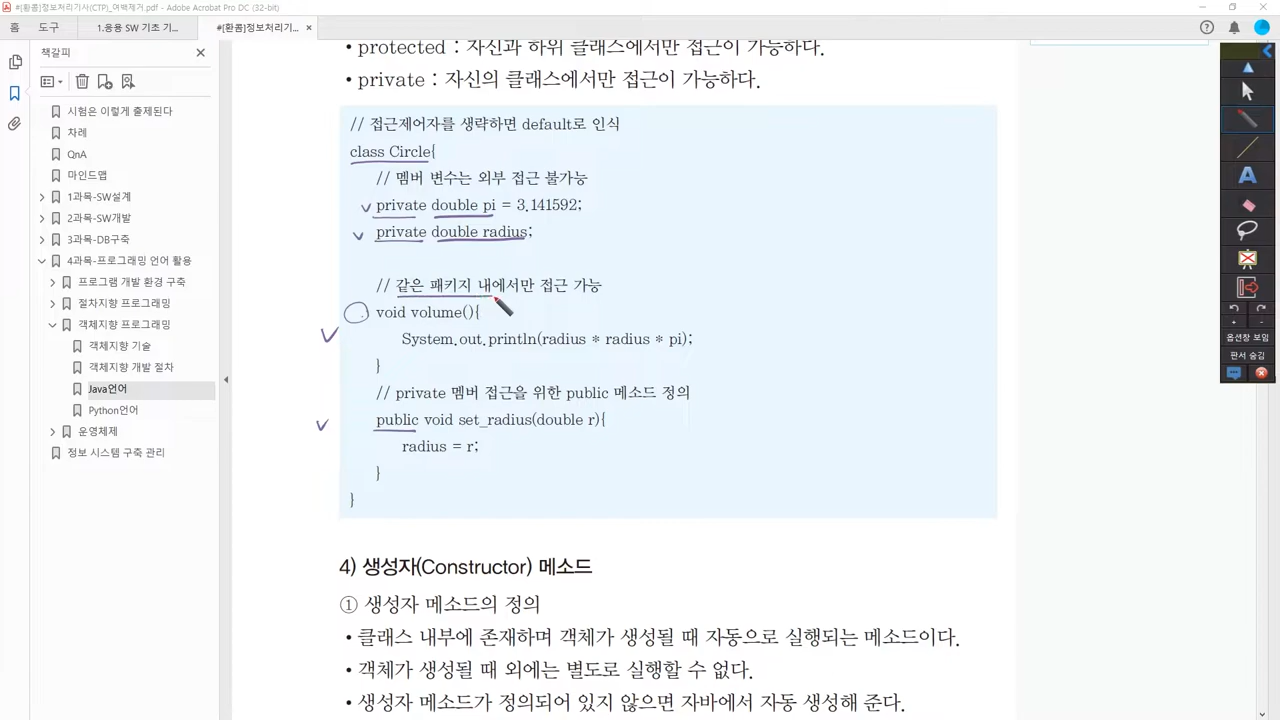 #[환콤]정보처리기사(CTP)_여백제거.pdf - Adobe Acrobat Pro DC (32-bit)
홈 도구 1.응용 SW 기초 기... #[환콤]정보처리기... ×
책갈피
시험은 이렇게 출제된다
차례
QnA
마인드맵
1과목-SW설계
2과목-SW개발
3과목-DB구축
4과목-프로그래밍 언어 활용
프로그램 개발 환경 구축
절차지향 프로그래밍
객체지향 프로그래밍
객체지향 기술
객체지향 개발 절차
Java언어
Python언어
운영체제
정보 시스템 구축 관리
• protected : 자신과 하위 클래스에서만 접근이 가능하다.
• private : 자신의 클래스에서만 접근이 가능하다.
// 접근제어자를 생략하면 default로 인식
class Circle{
// 멤버 변수는 외부 접근 불가능
private double pi = 3.141592;
private double radius;
// 같은 패키지 내에서만 접근 가능
void volume(){
System.out.println(radius * radius * pi);
}
// private 멤버 접근을 위한 public 메소드 정의
public void set_radius(double r){
radius = r;
}
}
4) 생성자(Constructor) 메소드
① 생성자 메소드의 정의
• 클래스 내부에 존재하며 객체가 생성될 때 자동으로 실행되는 메소드이다.
• 객체가 생성될 때 외에는 별도로 실행할 수 없다.
• 생성자 메소드가 정의되어 있지 않으면 자바에서 자동 생성해 준다.
A
옵션창 보임
판서 숨김